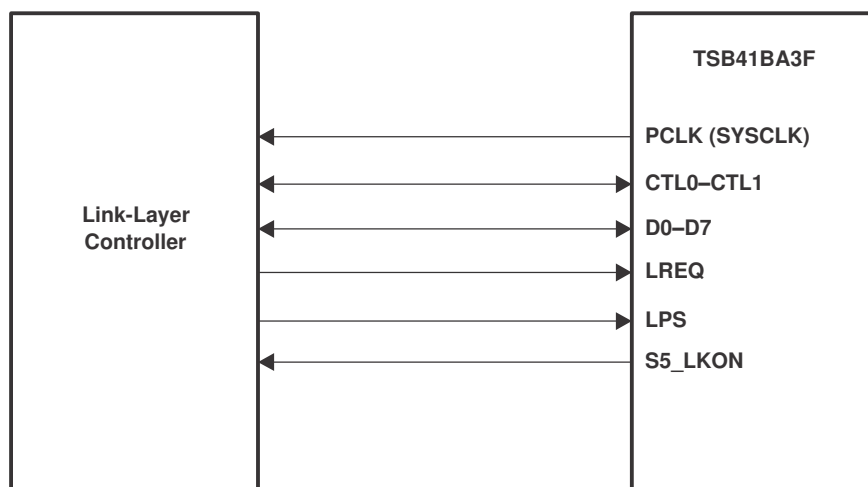 TSB41BA3F
PCLK (SYSCLK)
CTL0–CTL1
Link-Layer
Controller
D0–D7
LREQ
LPS
S5_LKON